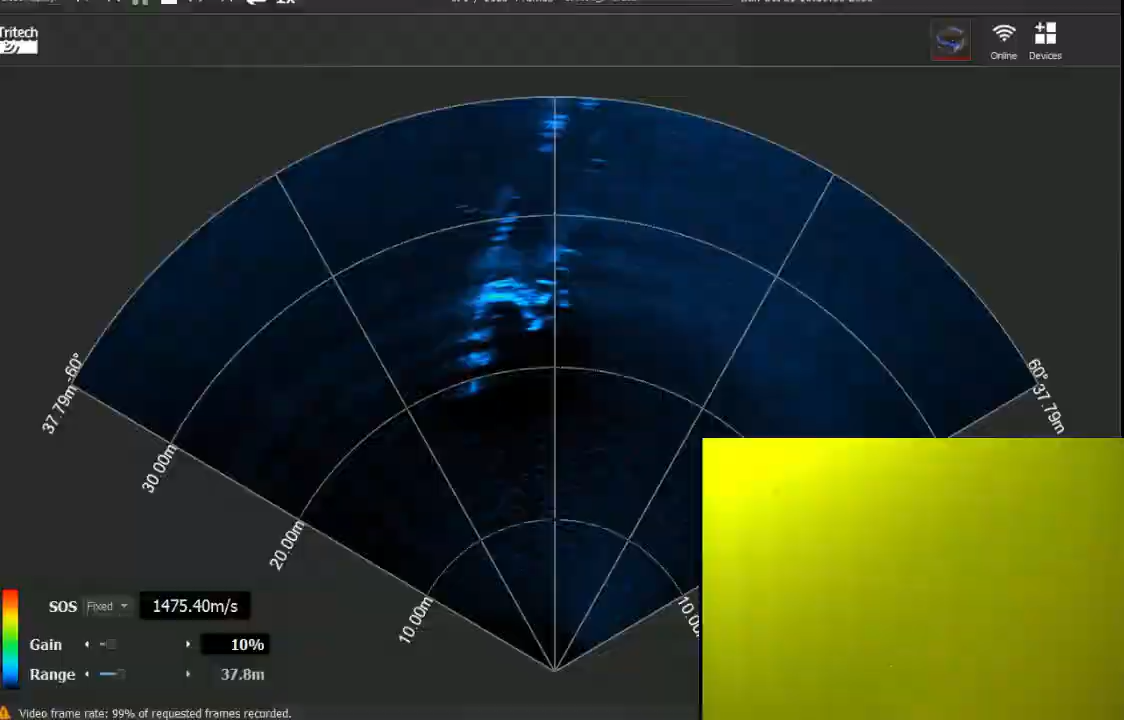 1x
Tritech
Online
Devices
-60°
60°
37.79m
37.79m
30.00m
20.00m
10.00m
SOS Fixed 1475.40m/s
Gain 10%
Range 37.8m
Video frame rate: 99% of requested frames recorded.